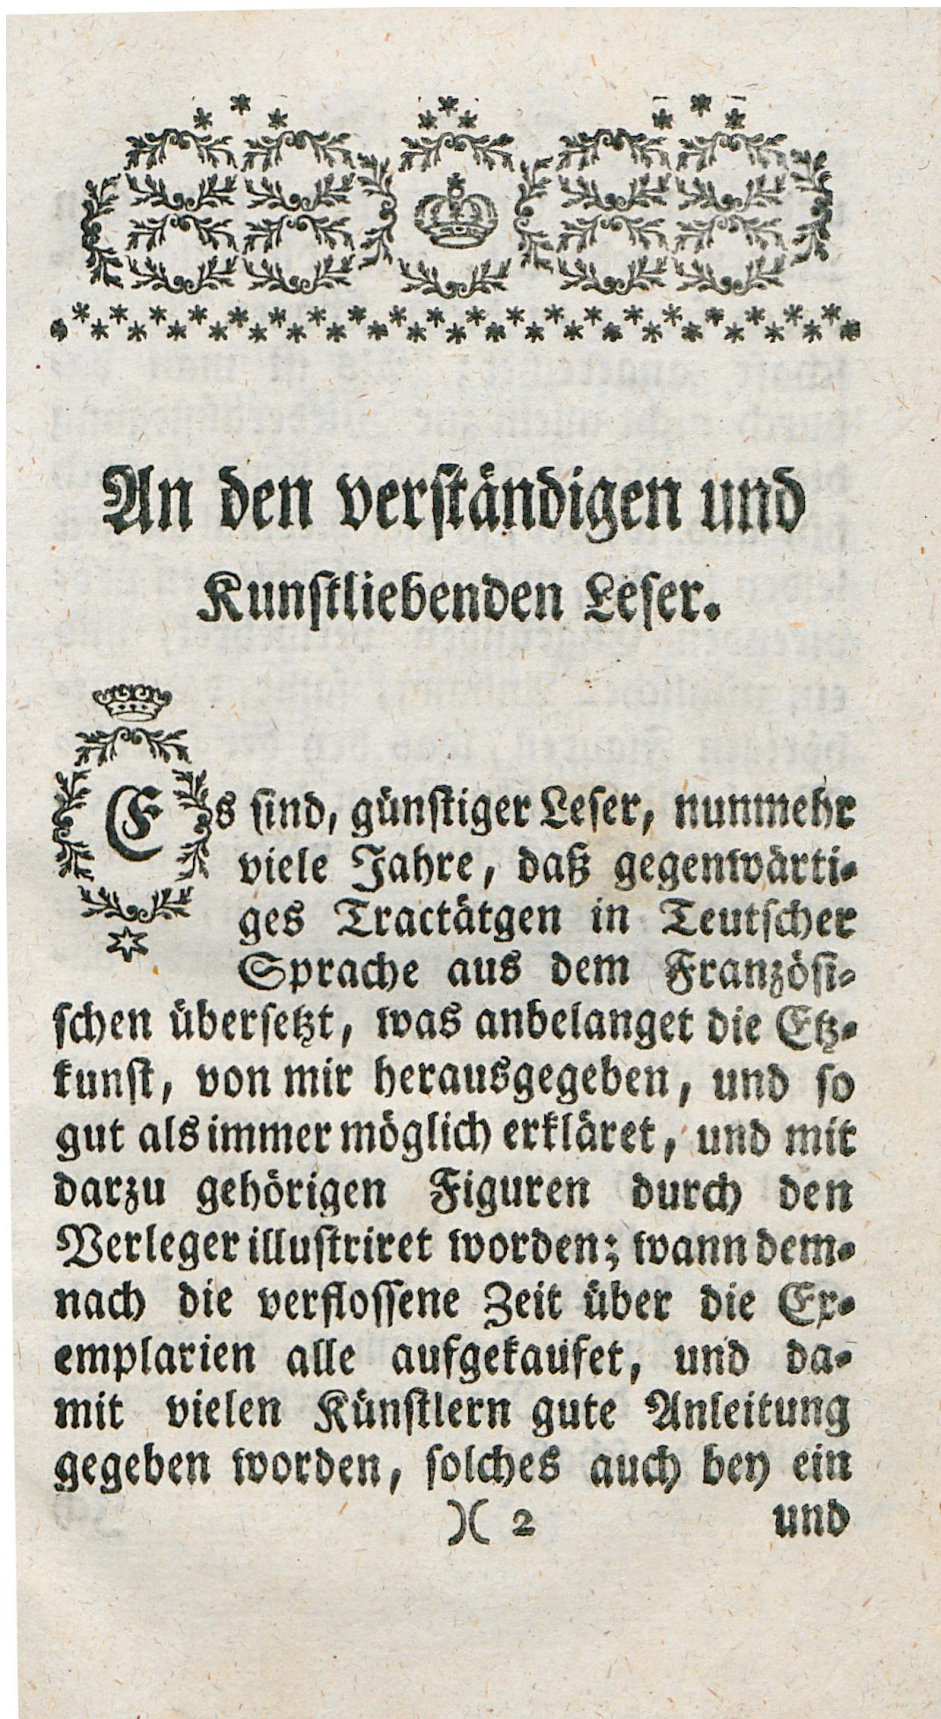 An den verſtändigen und
Kunſtliebenden Leſer.
Es ſind, günſtiger Leſer, nunmehr
viele Jahre, daß gegenwärti-
ges Tractätgen in Teutſcher
Sprache aus dem Franzöſi-
ſchen überſetzt, was anbelanget die Etz-
kunſt, von mir herausgegeben, und ſo
gut als immer möglich erkläret, und mit
darzu gehörigen Figuren durch den
Verleger illuſtriret worden; wann dem-
nach die verfloſſene Zeit über die Ex-
emplarien alle aufgekaufet, und da-
mit vielen Künſtlern gute Anleitung
gegeben worden, ſolches auch bey ein
)( 2 und